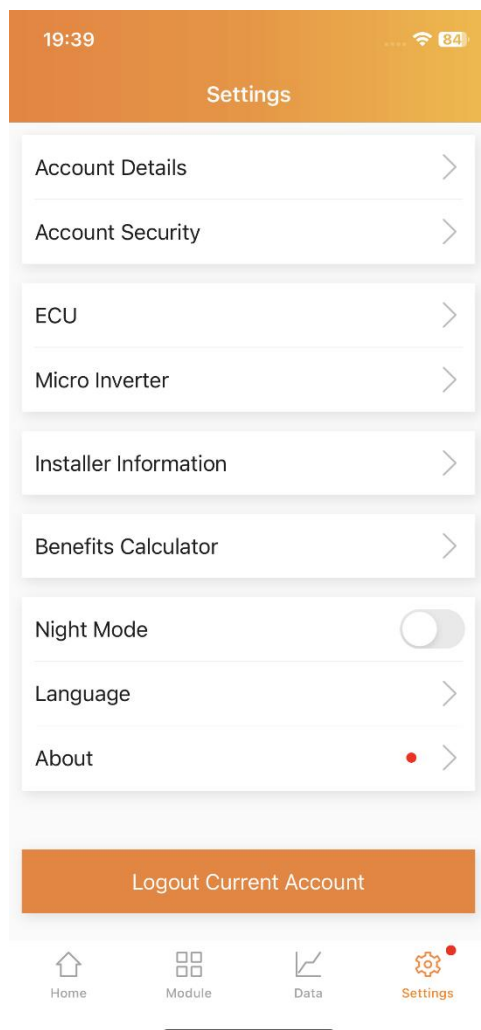 19:39
84
Settings
Account Details
Account Security
ECU
Micro Inverter
Installer Information
Benefits Calculator
Night Mode
Language
About
Logout Current Account
Home
Module
Data
Settings